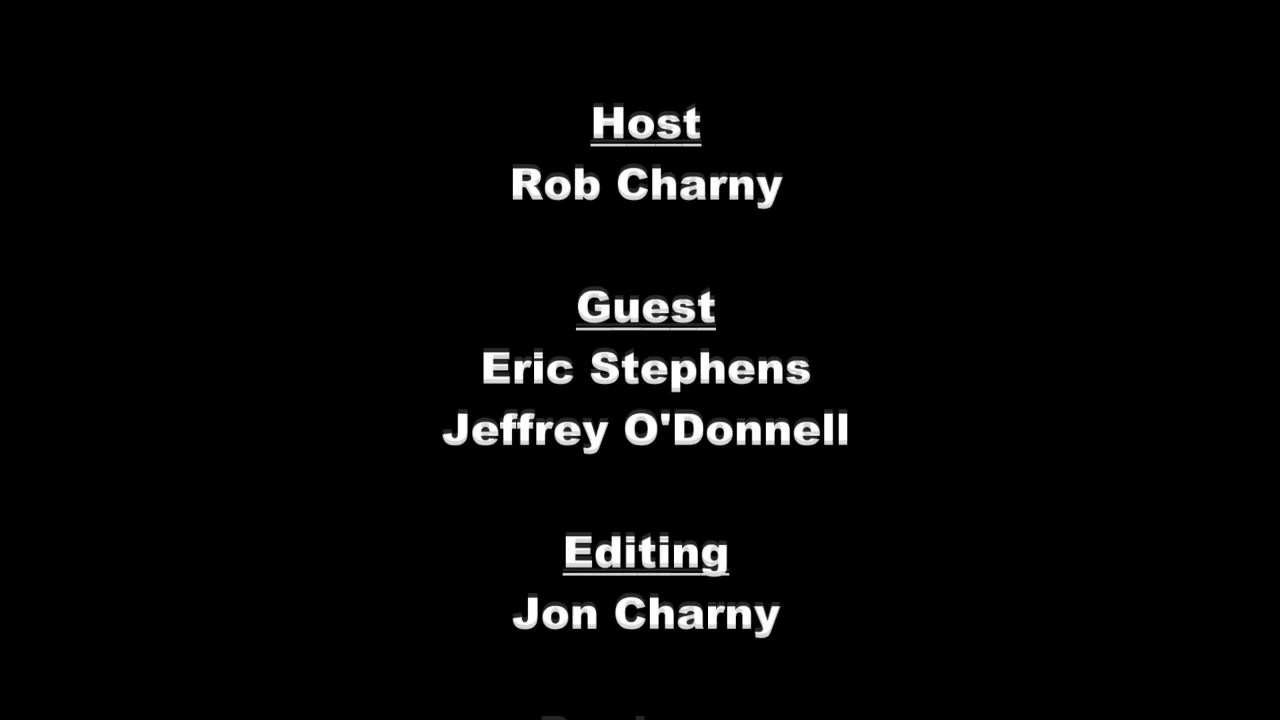 Host
Rob Charny
Guest
Eric Stephens
Jeffrey O'Donnell
Editing
Jon Charny